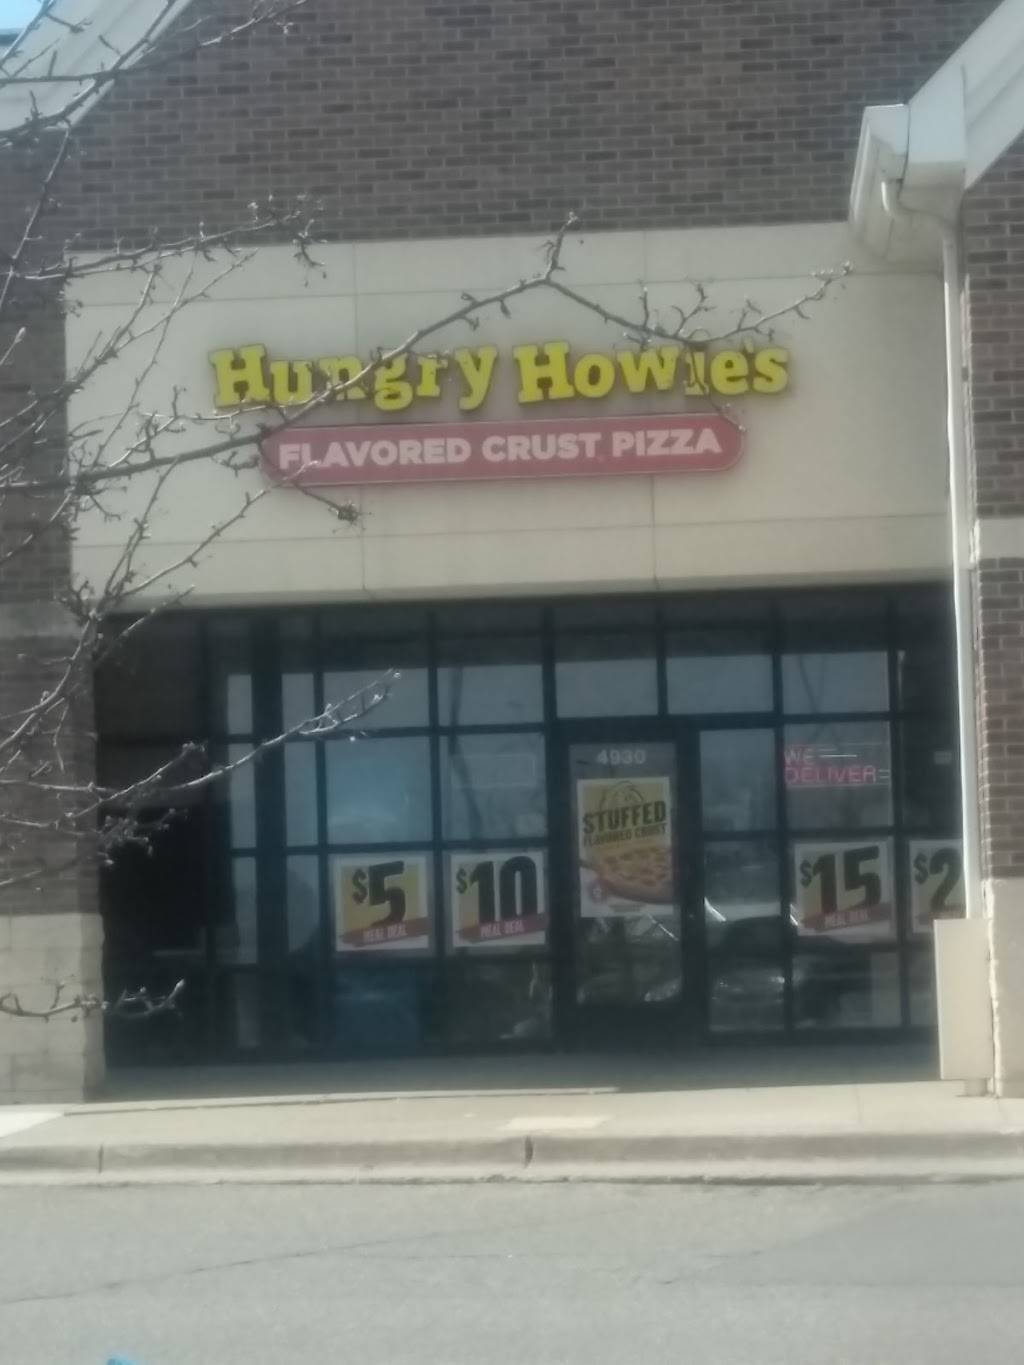 Hungry Howie's
FLAVORED CRUST PIZZA
4930
WE
DELIVER
STUFFED
FLAVORED CRUST
$5
MEAL DEAL
$10
MEAL DEAL
$15
MEAL DEAL
$2